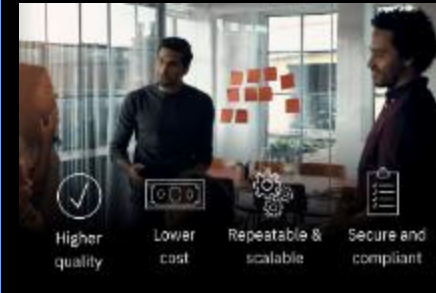 Higher
quality
Lower
cost
Repeatable &
scalable
Secure and
compliant